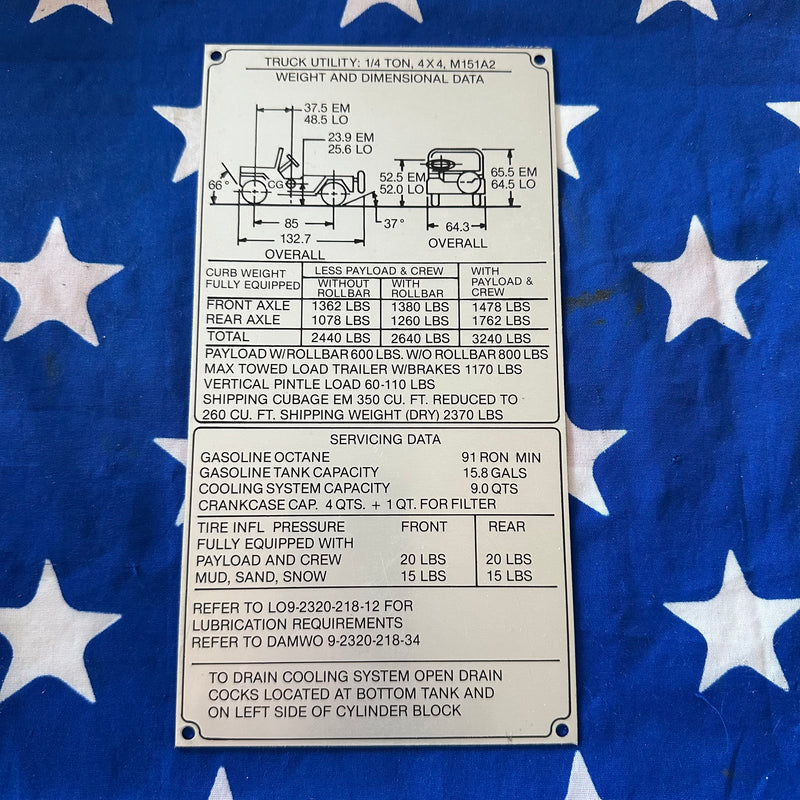 TRUCK UTILITY: 1/4 TON, 4X4, M151A2
WEIGHT AND DIMENSIONAL DATA
37.5 EM
48.5 LO
23.9 EM
25.6 LO
CG
66°
52.5 EM
52.0 LO
65.5 EM
64.5 LO
85
37°
64.3
132.7
OVERALL
OVERALL
CURB WEIGHT FULLY EQUIPPED
LESS PAYLOAD & CREW
WITHOUT ROLLBAR
WITH ROLLBAR
WITH PAYLOAD & CREW
FRONT AXLE 1362 LBS 1380 LBS 1478 LBS
REAR AXLE 1078 LBS 1260 LBS 1762 LBS
TOTAL 2440 LBS 2640 LBS 3240 LBS
PAYLOAD W/ROLLBAR 600 LBS. W/O ROLLBAR 800 LBS
MAX TOWED LOAD TRAILER W/BRAKES 1170 LBS
VERTICAL PINTLE LOAD 60-110 LBS
SHIPPING CUBAGE EM 350 CU. FT. REDUCED TO
260 CU. FT. SHIPPING WEIGHT (DRY) 2370 LBS
SERVICING DATA
GASOLINE OCTANE 91 RON MIN
GASOLINE TANK CAPACITY 15.8 GALS
COOLING SYSTEM CAPACITY 9.0 QTS
CRANKCASE CAP. 4 QTS. + 1 QT. FOR FILTER
TIRE INFL PRESSURE FRONT REAR
FULLY EQUIPPED WITH
PAYLOAD AND CREW 20 LBS 20 LBS
MUD, SAND, SNOW 15 LBS 15 LBS
REFER TO LO9-2320-218-12 FOR
LUBRICATION REQUIREMENTS
REFER TO DAMWO 9-2320-218-34
TO DRAIN COOLING SYSTEM OPEN DRAIN
COCKS LOCATED AT BOTTOM TANK AND
ON LEFT SIDE OF CYLINDER BLOCK